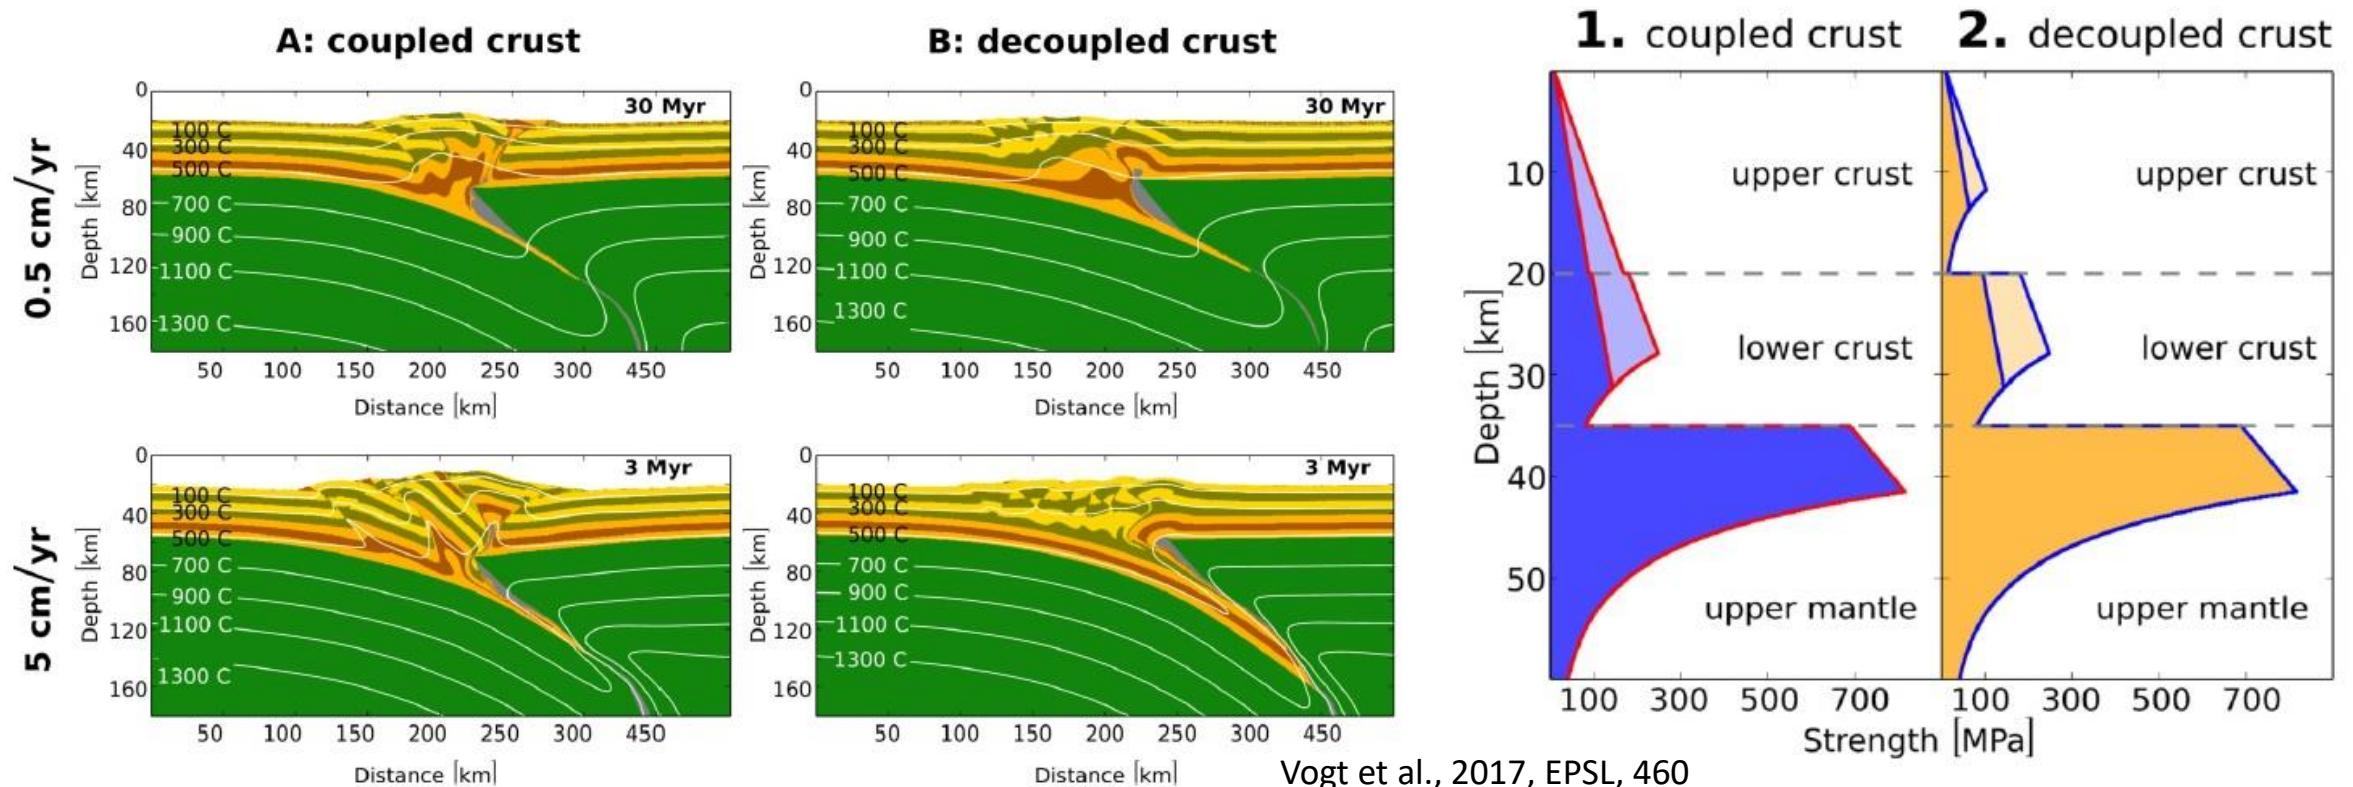 A: coupled crust
B: decoupled crust
1. coupled crust
2. decoupled crust
0.5 cm/yr
Depth [km]
0
40
80
120
160
30 Myr
100 C
300 C
500 C
700 C
900 C
1100 C
1300 C
50 100 150 200 250 300 450
Distance [km]
Depth [km]
0
40
80
120
160
30 Myr
100 C
300 C
500 C
700 C
900 C
1100 C
1300 C
50 100 150 200 250 300 450
Distance [km]
5 cm/yr
Depth [km]
0
40
80
120
160
3 Myr
100 C
300 C
500 C
700 C
900 C
1100 C
1300 C
50 100 150 200 250 300 450
Distance [km]
Depth [km]
0
40
80
120
160
3 Myr
100 C
300 C
500 C
700 C
900 C
1100 C
1300 C
50 100 150 200 250 300 450
Distance [km]
Depth [km]
10
20
30
40
50
upper crust
lower crust
upper mantle
upper crust
lower crust
upper mantle
100 300 500 700
100 300 500 700
Strength [MPa]
Vogt et al., 2017, EPSL, 460